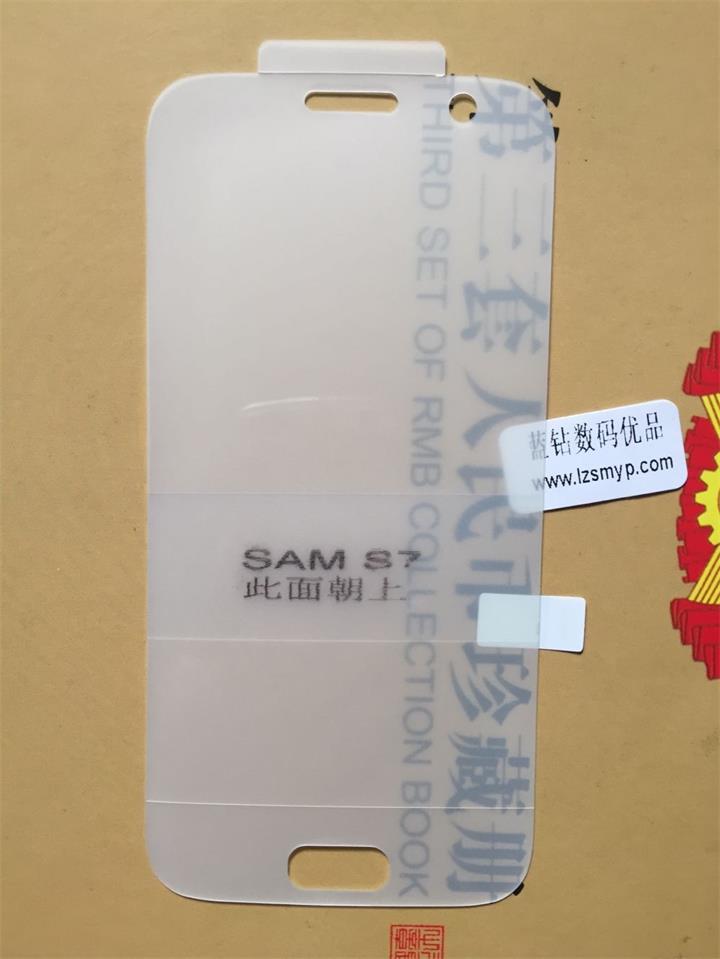 第三套人民币珍藏册
THIRD SET OF RMB COLLECTION BOOK
蓝钻数码优品
www.lzsmyp.com
SAM S7
此面朝上